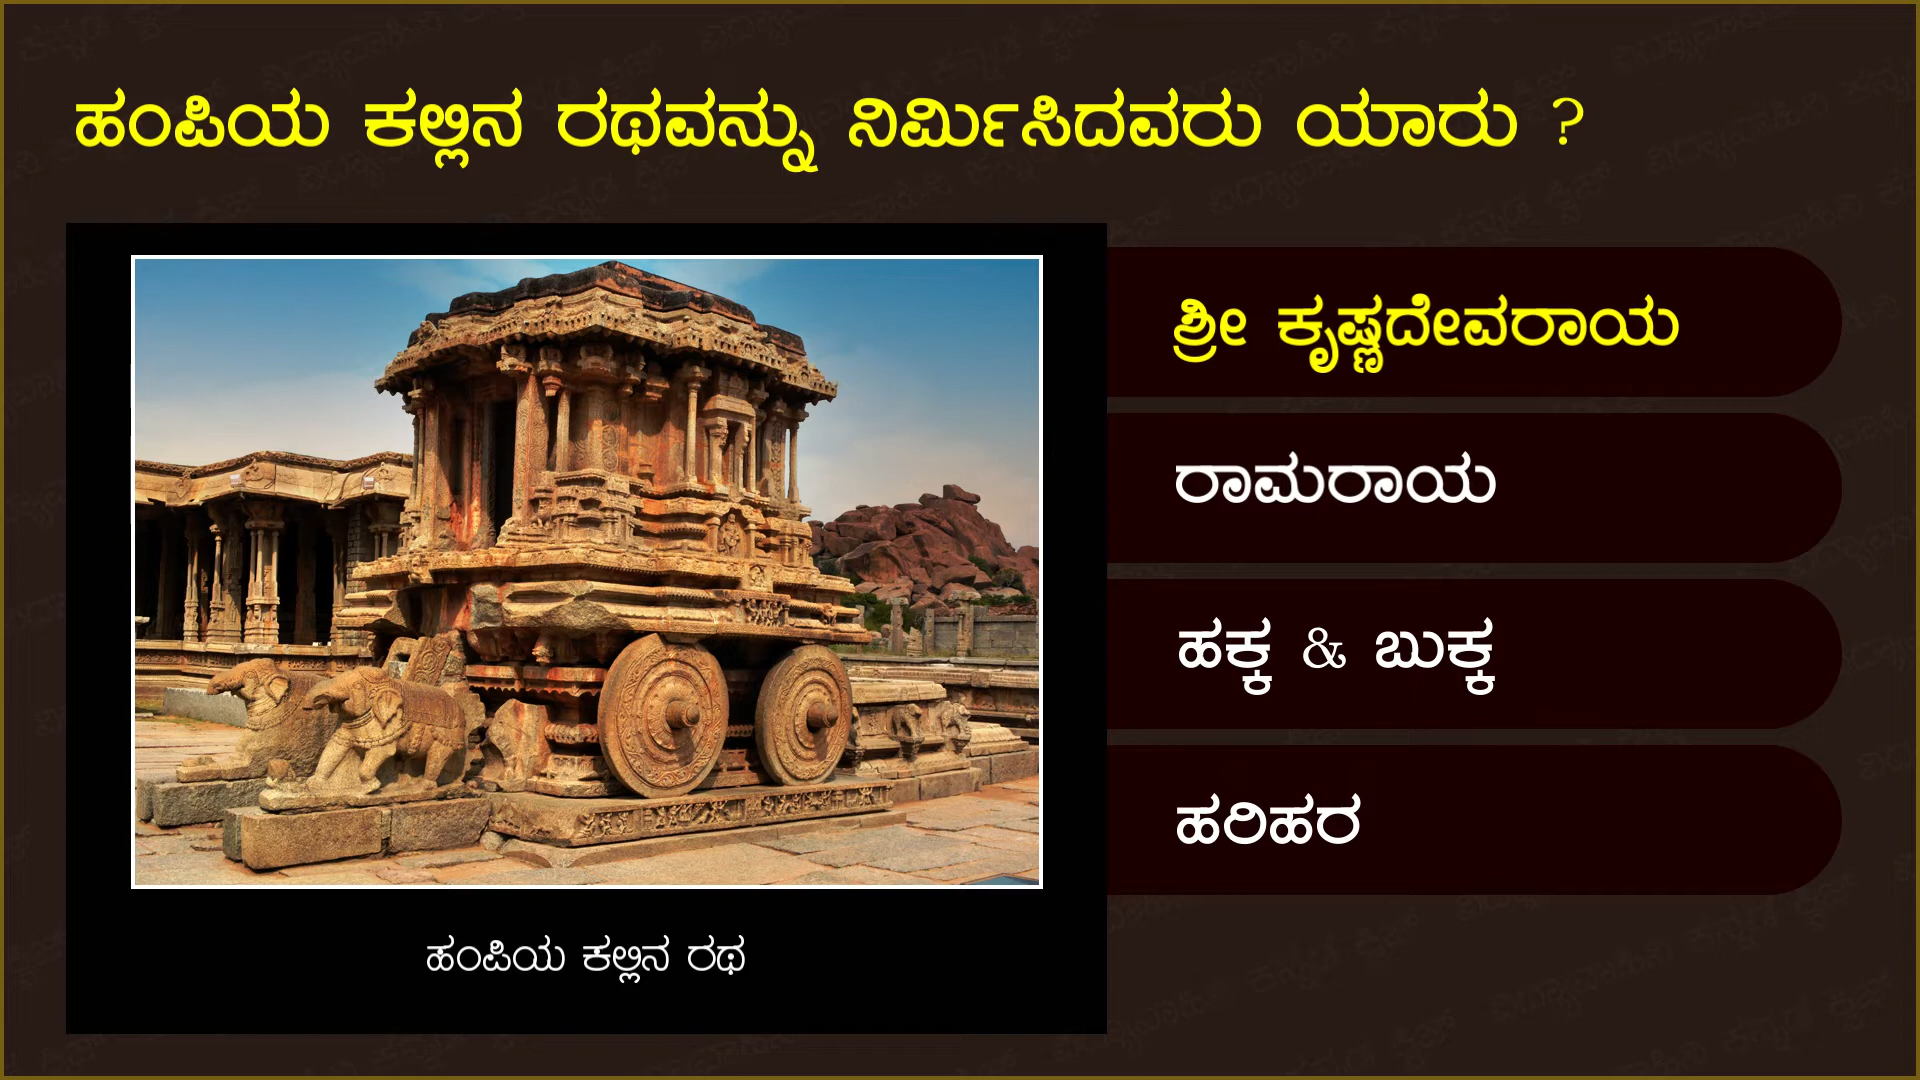 ಹಂಪಿಯ ಕಲ್ಲಿನ ರಥವನ್ನು ನಿರ್ಮಿಸಿದವರು ಯಾರು ?
ಶ್ರೀ ಕೃಷ್ಣದೇವರಾಯ
ರಾಮರಾಯ
ಹಕ್ಕ & ಬುಕ್ಕ
ಹರಿಹರ
ಹಂಪಿಯ ಕಲ್ಲಿನ ರಥ